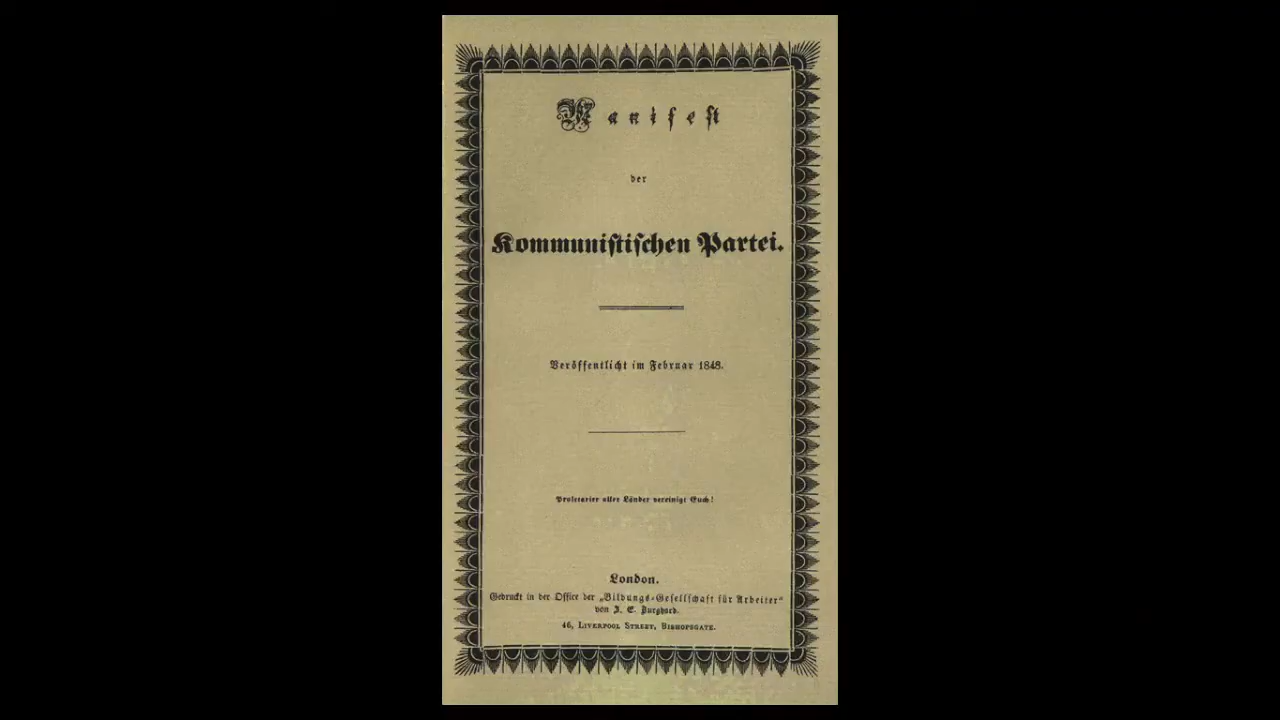 Manifest
der
Kommunistischen Partei.
Veröffentlicht im Februar 1848.
Proletarier aller Länder vereinigt Euch!
London.
Gedruckt in der Office der „Bildungs-Gesellschaft für Arbeiter“
von J. E. Burghard.
46, LIVERPOOL STREET, BISHOPSGATE.